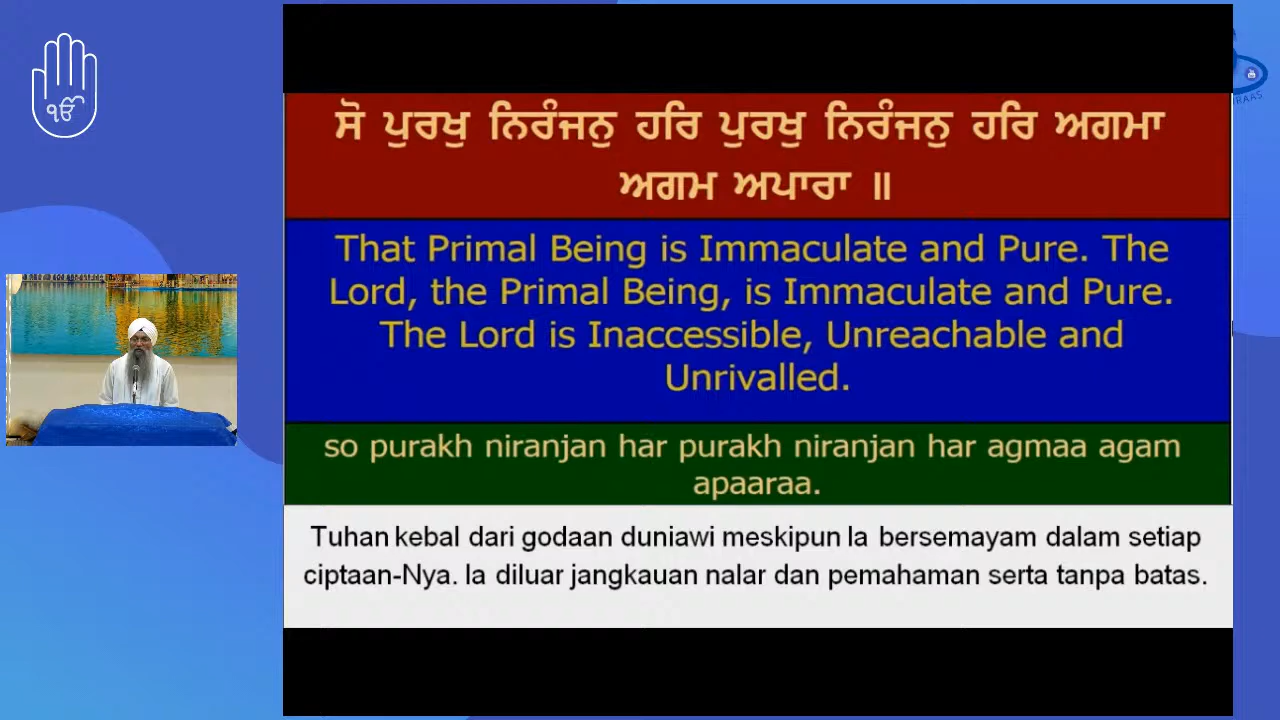 ੴ
ਸੋ ਪੁਰਖੁ ਨਿਰੰਜਨੁ ਹਰਿ ਪੁਰਖੁ ਨਿਰੰਜਨੁ ਹਰਿ ਅਗਮਾ
ਅਗਮ ਅਪਾਰਾ ॥
That Primal Being is Immaculate and Pure. The
Lord, the Primal Being, is Immaculate and Pure.
The Lord is Inaccessible, Unreachable and
Unrivalled.
so purakh niranjan har purakh niranjan har agmaa agam
apaaraa.
Tuhan kebal dari godaan duniawi meskipun Ia bersemayam dalam setiap
ciptaan-Nya. Ia diluar jangkauan nalar dan pemahaman serta tanpa batas.